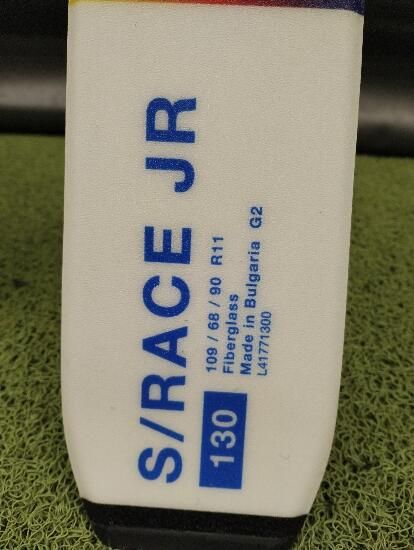 S/RACE JR
130
109 / 68 / 90 R11
Fiberglass
Made in Bulgaria G2
L41771300